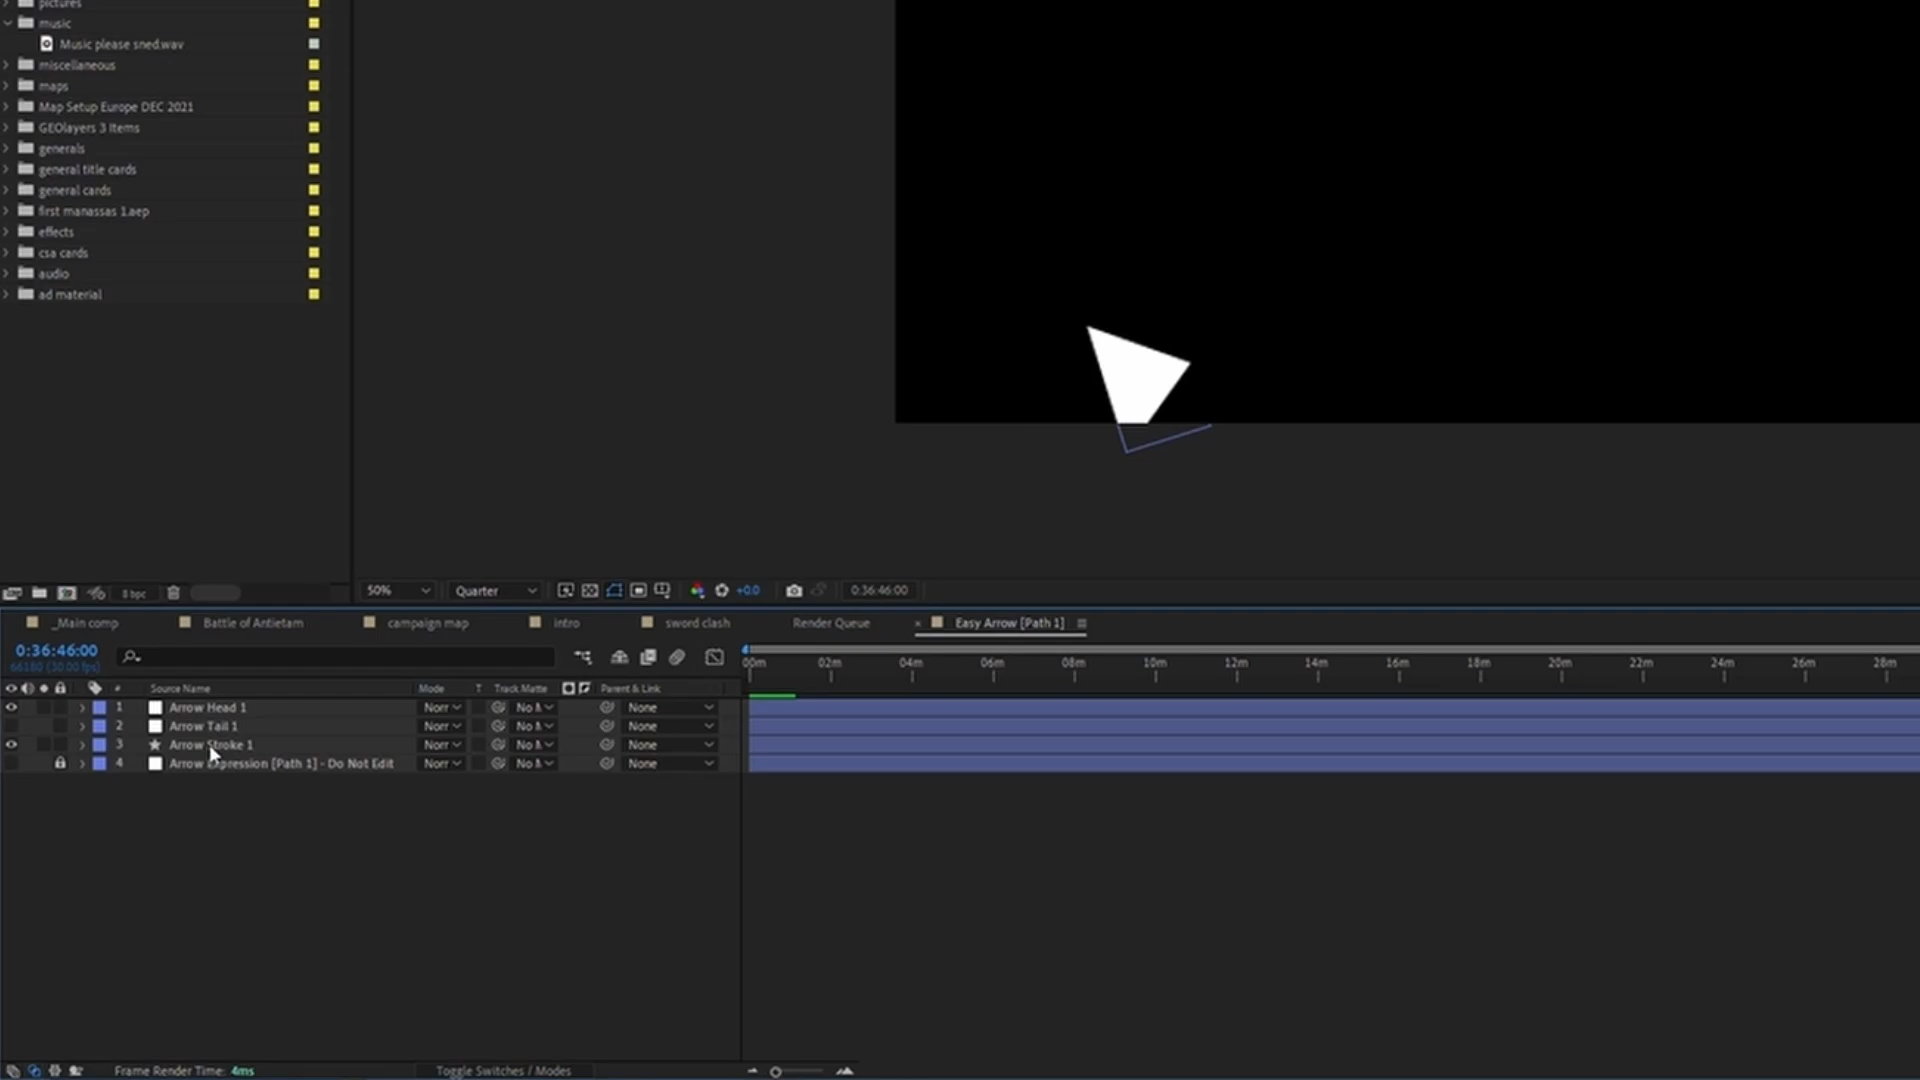 pictures
music
Music please sned.wav
miscellaneous
maps
Map Setup Europe DEC 2021
GEOlayers 3 Items
generals
general title cards
general cards
first manassas 1.aep
effects
csa cards
audio
ad material
8 bpc
50%
Quarter
+0.0
0:36:46:00
_Main comp
Battle of Antietam
campaign map
intro
sword clash
Render Queue
Easy Arrow [Path 1]
0:36:46:00
66180 (30.00 fps)
00m 02m 04m 06m 08m 10m 12m 14m 16m 18m 20m 22m 24m 26m 28m
# Source Name Mode T Track Matte Parent & Link
1 Arrow Head 1 Norr No M None
2 Arrow Tail 1 Norr No M None
3 Arrow Stroke 1 Norr No M None
4 Arrow Expression [Path 1] - Do Not Edit Norr No M None
Frame Render Time: 4ms
Toggle Switches / Modes